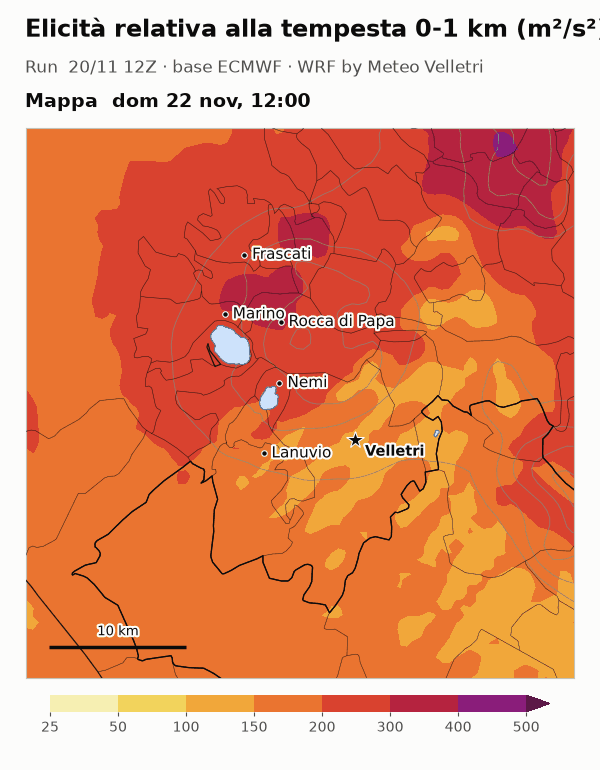 Elicità relativa alla tempesta 0-1 km (m²/s²)
Run  20/11 12Z · base ECMWF · WRF by Meteo Velletri
Mappa  dom 22 nov, 12:00
Frascati
Marino
Rocca di Papa
Nemi
Velletri
Lanuvio
10 km
25 50 100 150 200 300 400 500